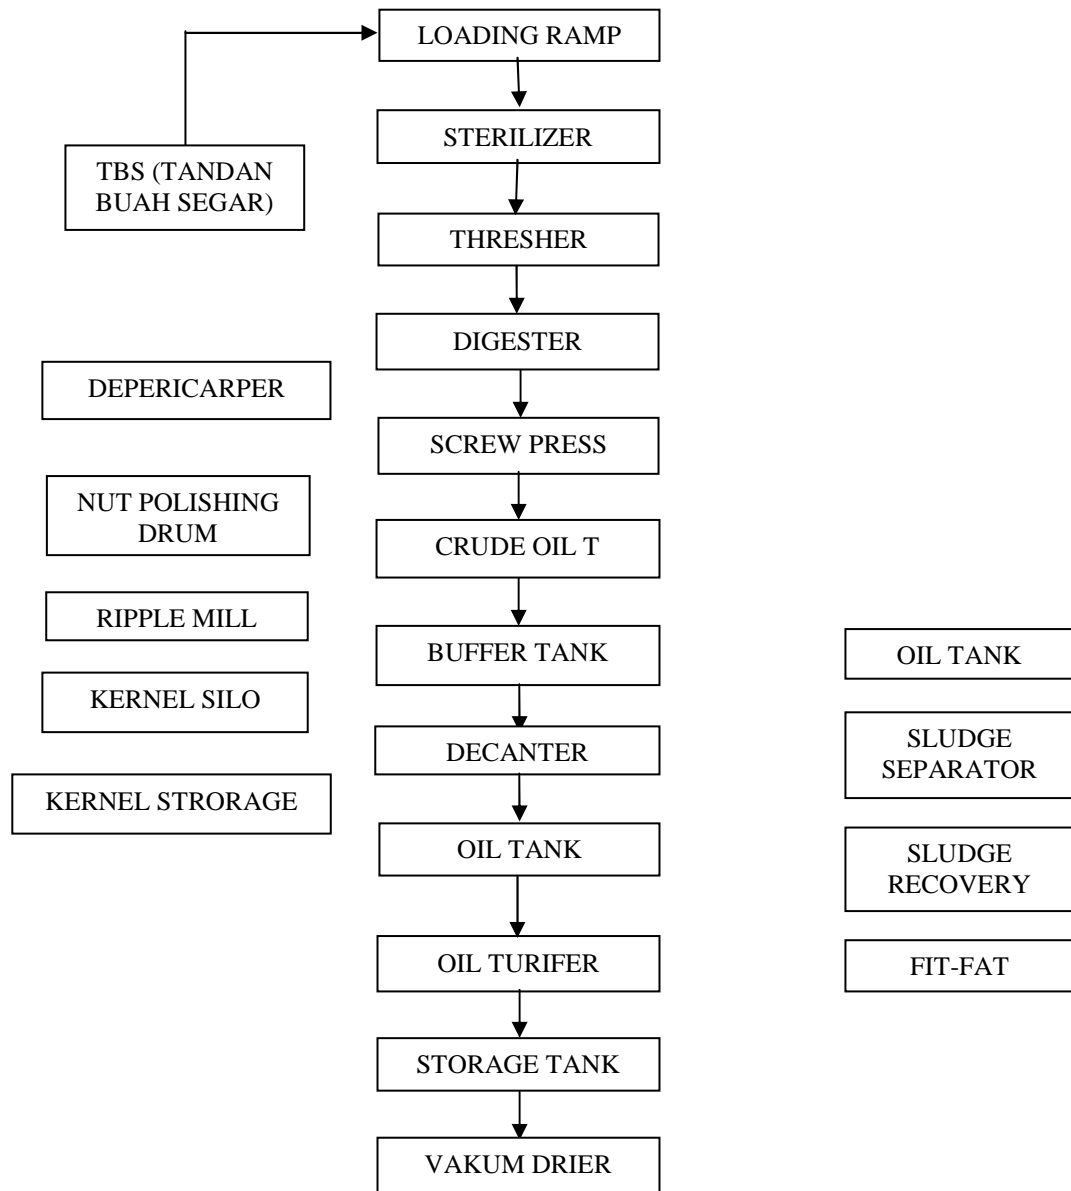 LOADING RAMP
STERILIZER
TBS (TANDAN
BUAH SEGAR)
THRESHER
DIGESTER
DEPERICARPER
SCREW PRESS
NUT POLISHING
DRUM
CRUDE OIL T
RIPPLE MILL
BUFFER TANK
OIL TANK
KERNEL SILO
DECANTER
SLUDGE
SEPARATOR
KERNEL STRORAGE
OIL TANK
SLUDGE
RECOVERY
OIL TURIFER
FIT-FAT
STORAGE TANK
VAKUM DRIER